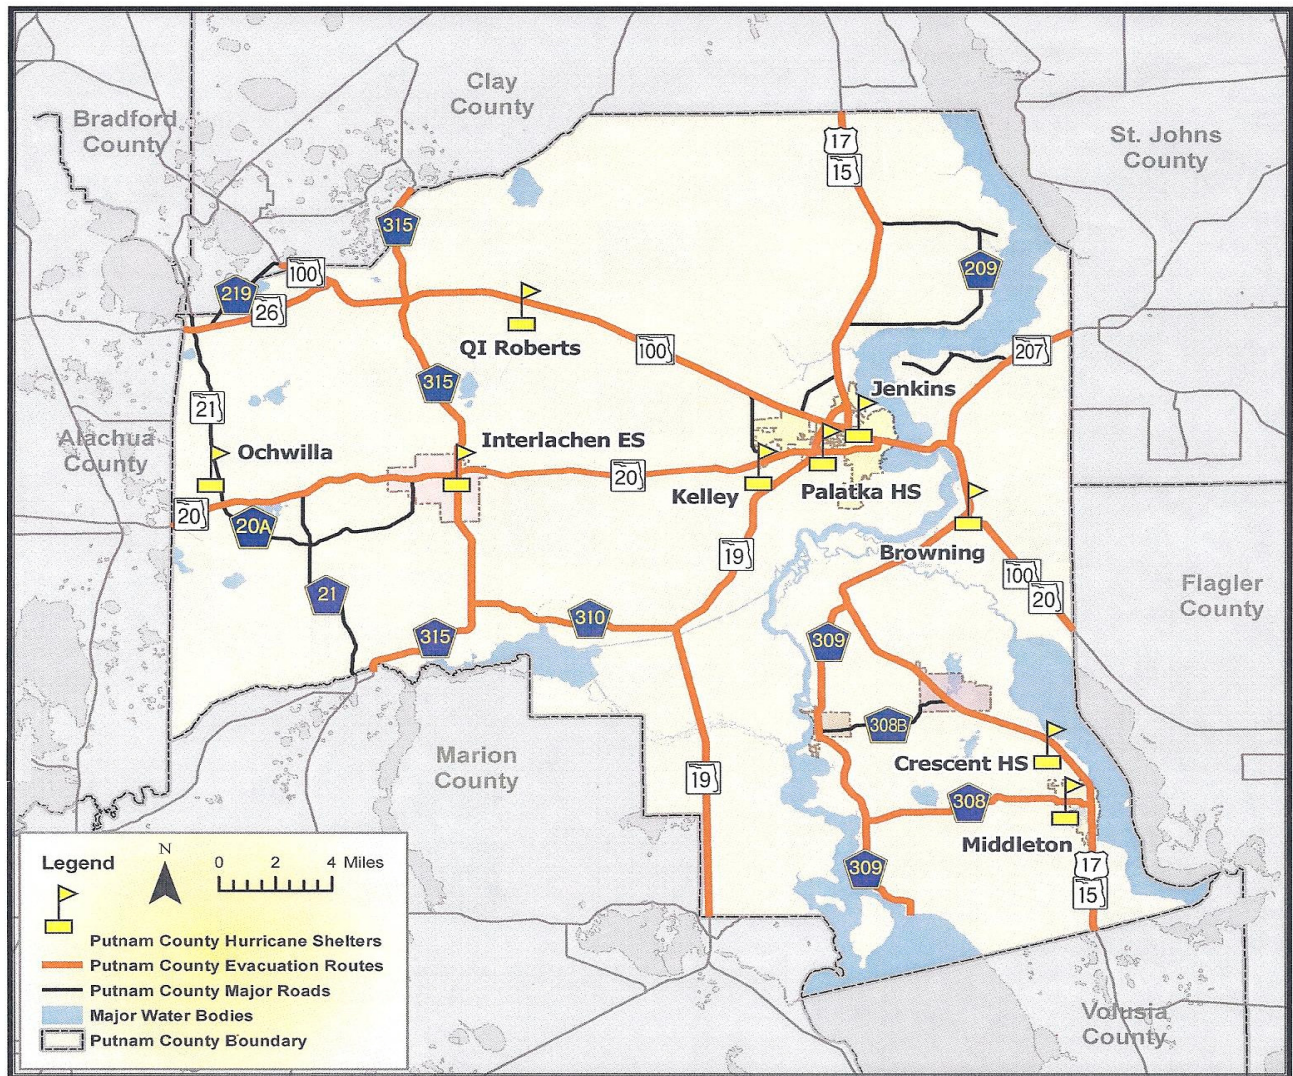 Clay
County
Bradford
County
St. Johns
County
17
15
315
209
100
219
26
QI Roberts
100
207
315
Jenkins
21
Alachua
County
Ochwilla
Interlachen ES
20
Kelley
Palatka HS
20
20A
19
Browning
100
20
Flagler
County
21
310
315
309
308B
Marion
County
Crescent HS
19
308
Middleton
17
15
309
Volusia
County
Legend
N
0 2 4 Miles
Putnam County Hurricane Shelters
Putnam County Evacuation Routes
Putnam County Major Roads
Major Water Bodies
Putnam County Boundary